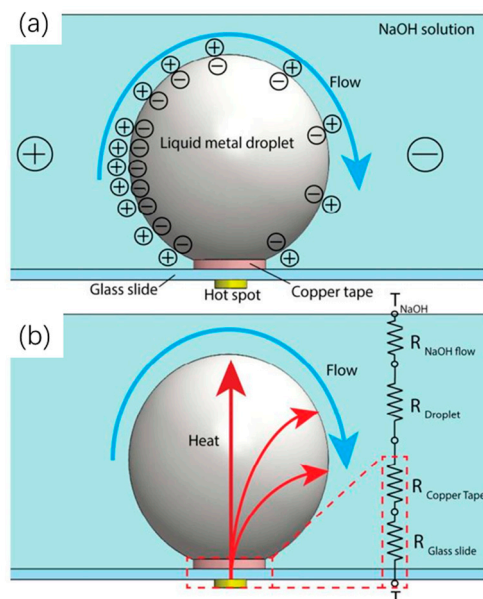 (a)
NaOH solution
Flow
Liquid metal droplet
+
−
Glass slide
Hot spot
Copper tape
(b)
T NaOH
Flow
R NaOH flow
Heat
R Droplet
R Copper Tape
R Glass slide
T